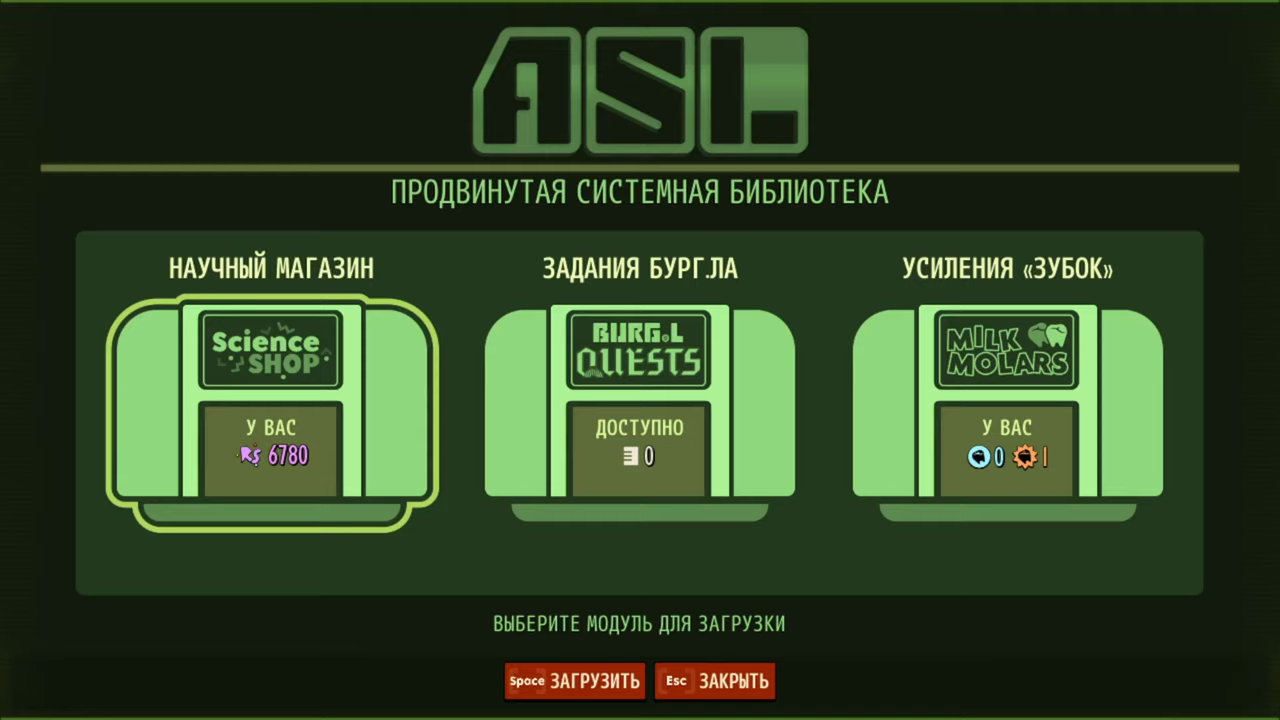 ASL
ПРОДВИНУТАЯ СИСТЕМНАЯ БИБЛИОТЕКА
НАУЧНЫЙ МАГАЗИН
Science
SHOP
У ВАС
RS 6780
ЗАДАНИЯ БУРГ.ЛА
BURG.L
QUESTS
ДОСТУПНО
0
УСИЛЕНИЯ «ЗУБОК»
MILK
MOLARS
У ВАС
0 1
ВЫБЕРИТЕ МОДУЛЬ ДЛЯ ЗАГРУЗКИ
Space ЗАГРУЗИТЬ
Esc ЗАКРЫТЬ